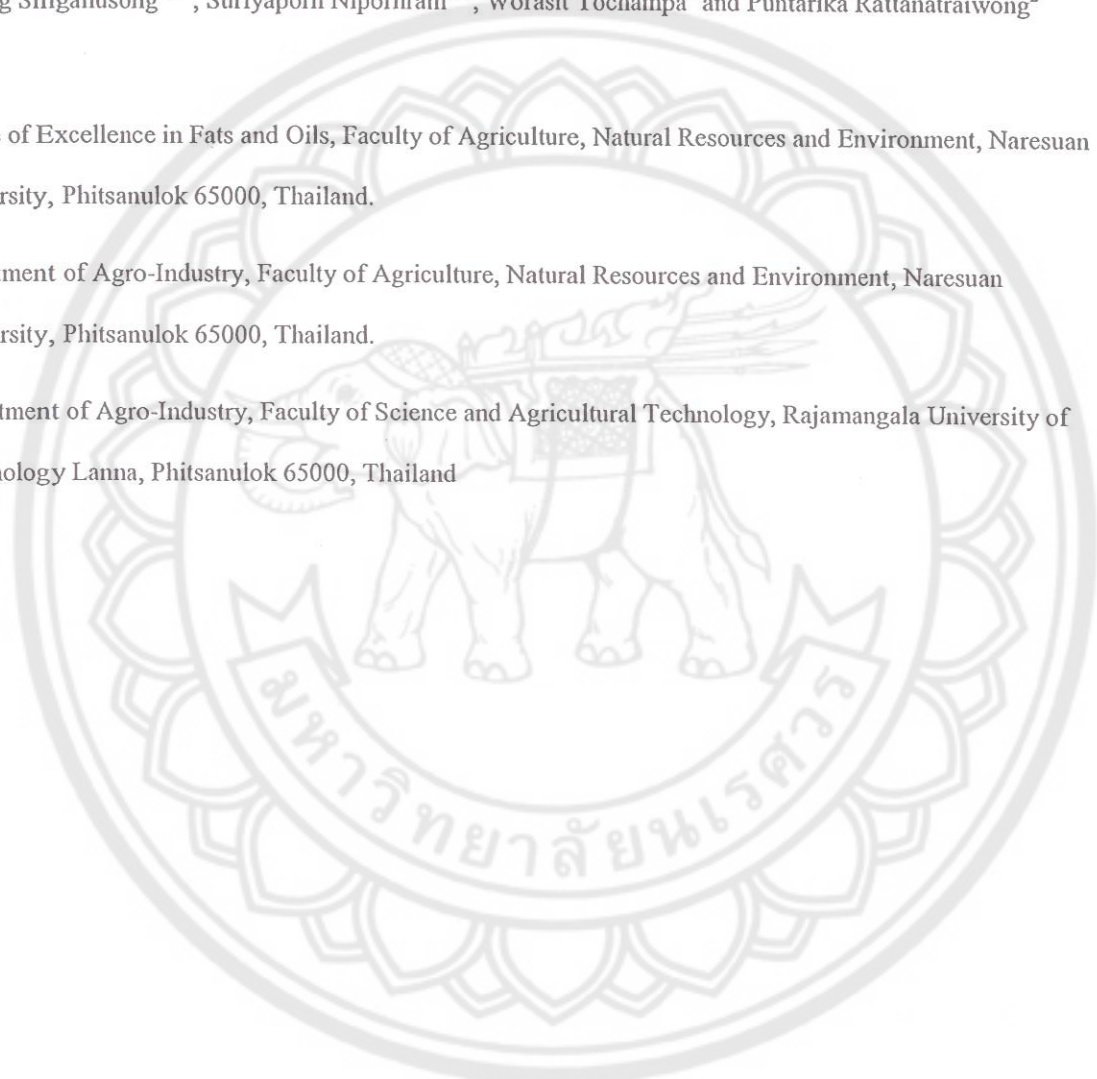 , Worasit Tochampa and Puntarika Rattanatraiwong
of Excellence in Fats and Oils, Faculty of Agriculture, Natural Resources and Environment, Naresuan
rsity, Phitsanulok 65000, Thailand.
tment of Agro-Industry, Faculty of Agriculture, Natural Resources and Environment, Naresuan
rsity, Phitsanulok 65000, Thailand.
tment of Agro-Industry, Faculty of Science and Agricultural Technology, Rajamangala University of
nology Lanna, Phitsanulok 65000, Thailand
มหาวิทยาลัยนเรศวร